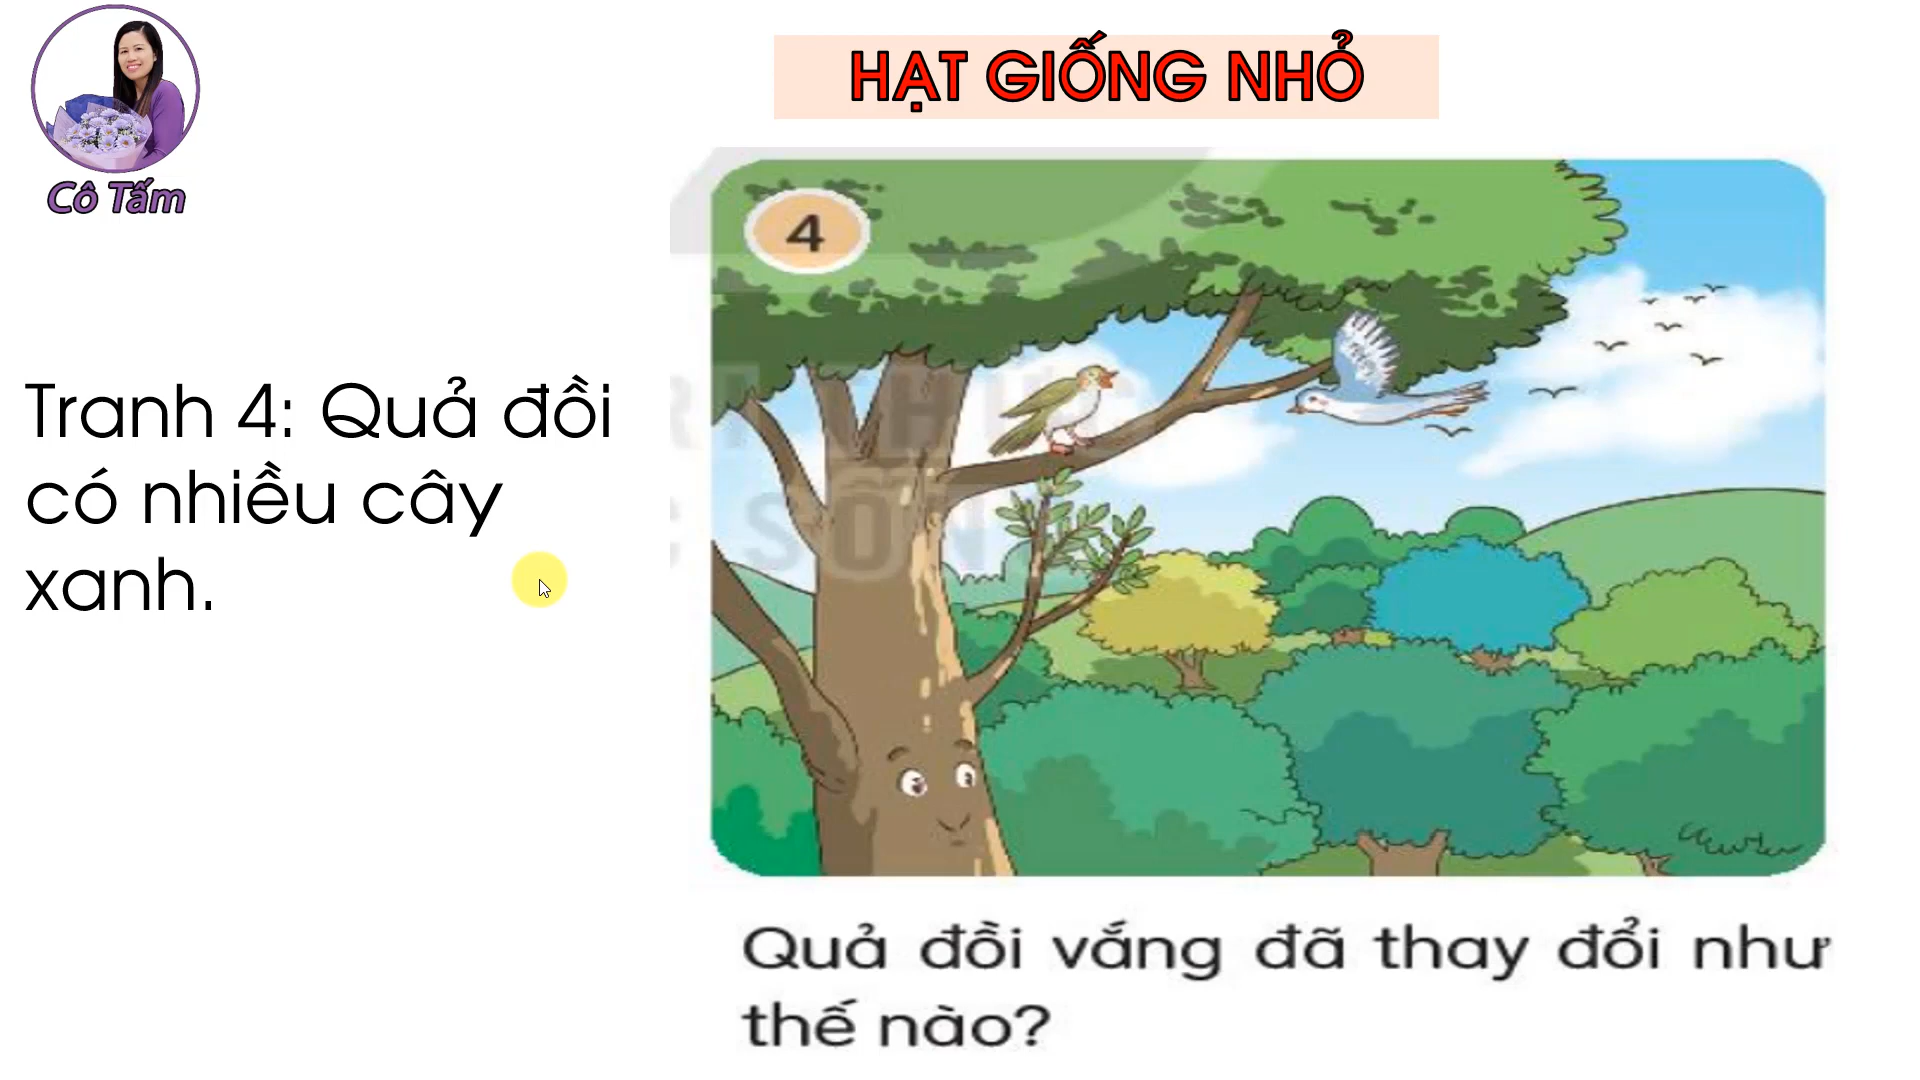 Cô Tấm
HẠT GIỐNG NHỎ
Tranh 4: Quả đồi
có nhiều cây
xanh.
4
Quả đồi vắng đã thay đổi như
thế nào?